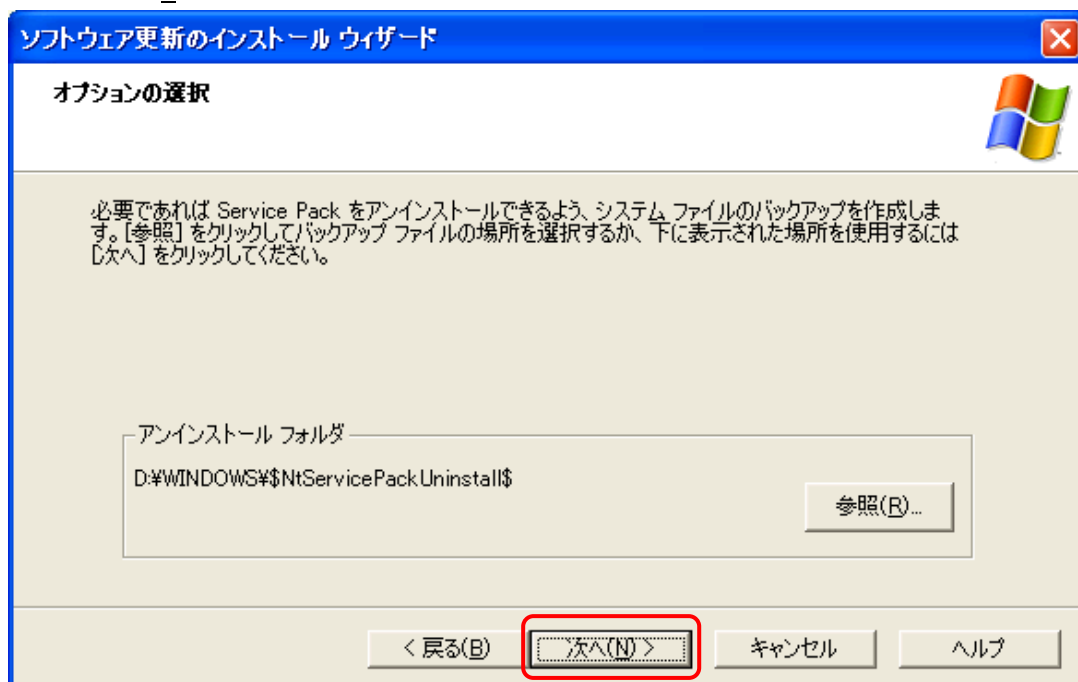 ソフトウェア更新のインストール ウィザード
オプションの選択
必要であれば Service Pack をアンインストールできるよう、システム ファイルのバックアップを作成しま
す。[参照] をクリックしてバックアップ ファイルの場所を選択するか、下に表示された場所を使用するには
[次へ] をクリックしてください。
アンインストール フォルダ
D:¥WINDOWS¥$NtServicePackUninstall$
参照(R)...
< 戻る(B)
次へ(N) >
キャンセル
ヘルプ